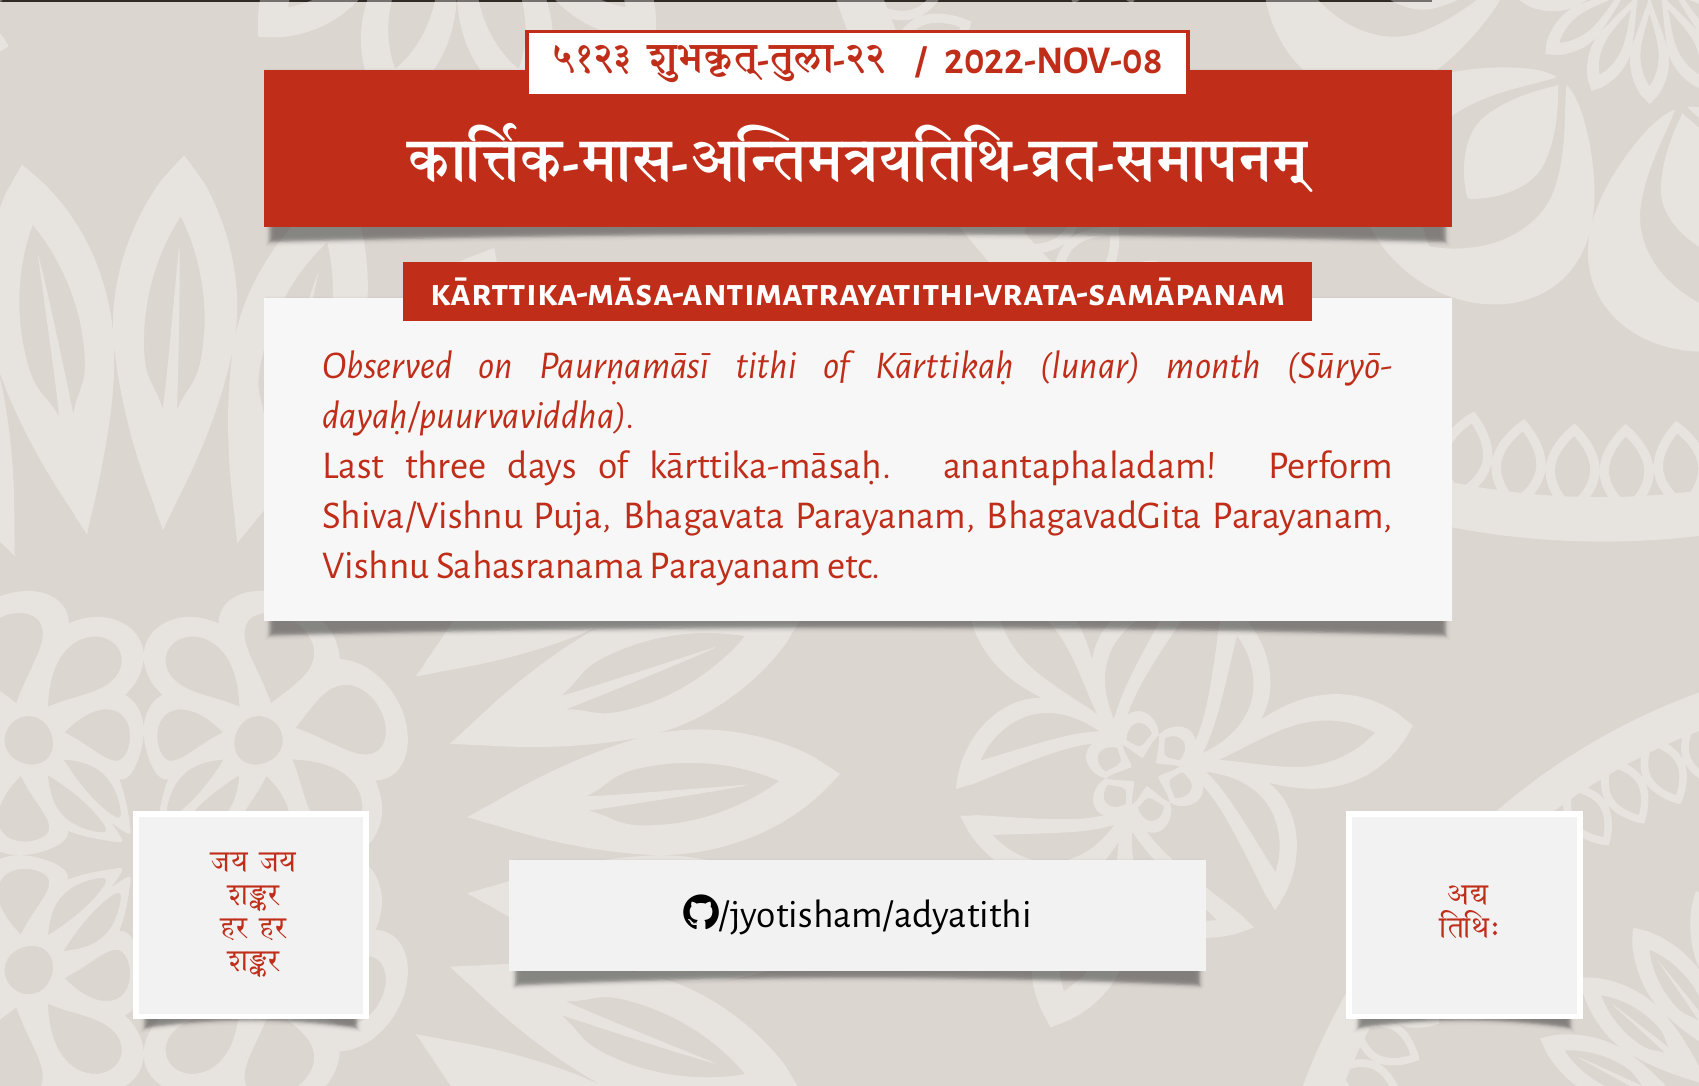 ५१२३ शुभकृत्-तुला-२२ / 2022-NOV-08
कार्त्तिक-मास-अन्तिमत्रयतिथि-व्रत-समापनम्
KĀRTTIKA-MĀSA-ANTIMATRAYATITHI-VRATA-SAMĀPANAM
Observed on Paurṇamāsī tithi of Kārttikaḥ (lunar) month (Sūryō-
dayaḥ/puurvaviddha).
Last three days of kārttika-māsaḥ. anantaphaladam! Perform
Shiva/Vishnu Puja, Bhagavata Parayanam, BhagavadGita Parayanam,
Vishnu Sahasranama Parayanam etc.
जय जय
शङ्कर
हर हर
शङ्कर
/jyotisham/adyatithi
अद्य
तिथिः